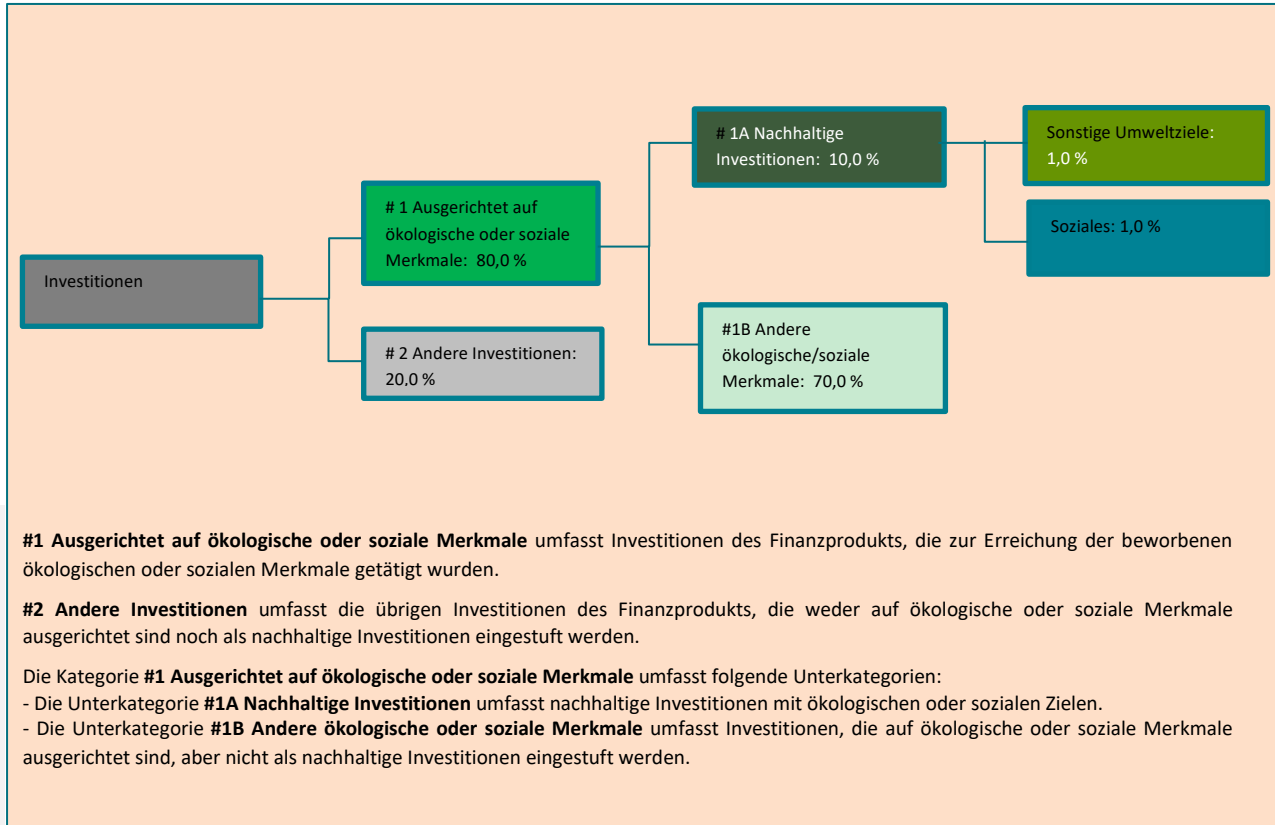 # 1A Nachhaltige
Investitionen: 10,0 %
Sonstige Umweltziele:
1,0 %
# 1 Ausgerichtet auf
ökologische oder soziale
Merkmale: 80,0 %
Soziales: 1,0 %
Investitionen
# 2 Andere Investitionen:
20,0 %
#1B Andere
ökologische/soziale
Merkmale: 70,0 %
#1 Ausgerichtet auf ökologische oder soziale Merkmale umfasst Investitionen des Finanzprodukts, die zur Erreichung der beworbenen
ökologischen oder sozialen Merkmale getätigt wurden.
#2 Andere Investitionen umfasst die übrigen Investitionen des Finanzprodukts, die weder auf ökologische oder soziale Merkmale
ausgerichtet sind noch als nachhaltige Investitionen eingestuft werden.
Die Kategorie #1 Ausgerichtet auf ökologische oder soziale Merkmale umfasst folgende Unterkategorien:
- Die Unterkategorie #1A Nachhaltige Investitionen umfasst nachhaltige Investitionen mit ökologischen oder sozialen Zielen.
- Die Unterkategorie #1B Andere ökologische oder soziale Merkmale umfasst Investitionen, die auf ökologische oder soziale Merkmale
ausgerichtet sind, aber nicht als nachhaltige Investitionen eingestuft werden.